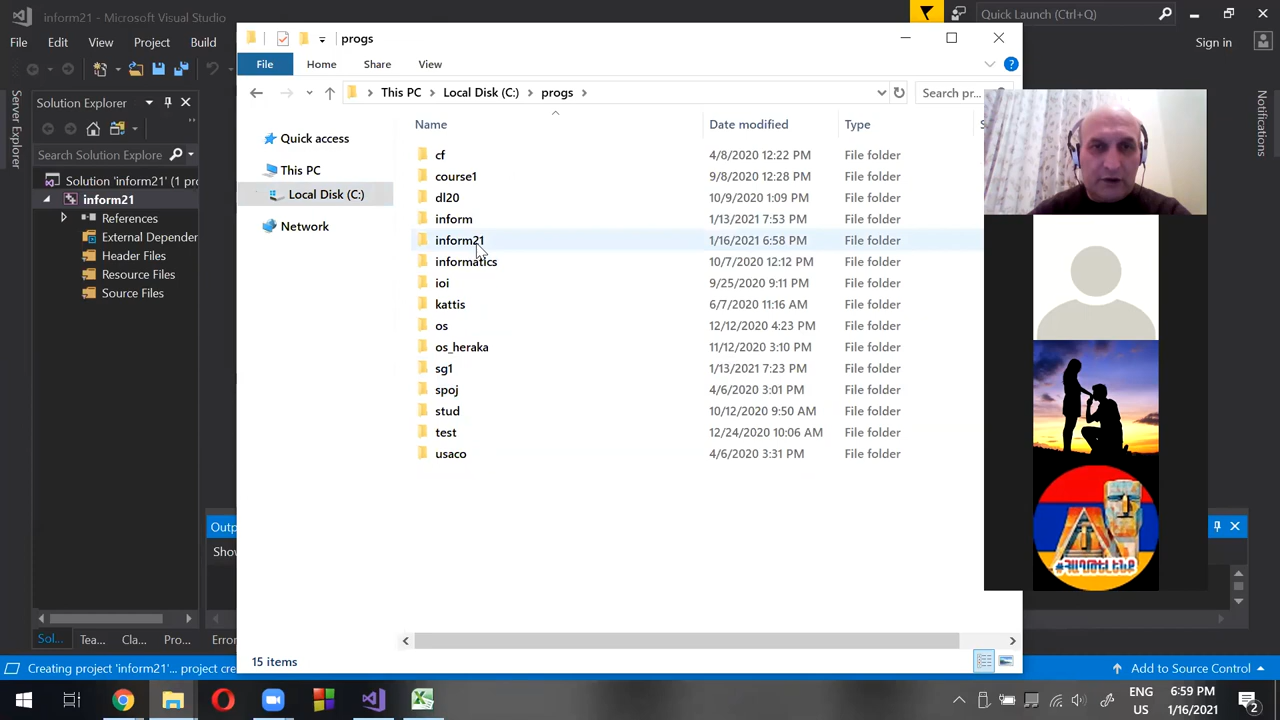 inform21 - Microsoft Visual Studio
Quick Launch (Ctrl+Q)
File Edit View Project Build
Sign in
progs
File Home Share View
This PC Local Disk (C:) progs
Search pr...
Solution Explorer
Search Solution Explore
Solution 'inform21' (1 pr
inform21
References
External Depender
Header Files
Resource Files
Source Files
Quick access
This PC
Local Disk (C:)
Network
Name Date modified Type S
cf 4/8/2020 12:22 PM File folder
course1 9/8/2020 12:28 PM File folder
dl20 10/9/2020 1:09 PM File folder
inform 1/13/2021 7:53 PM File folder
inform21 1/16/2021 6:58 PM File folder
informatics 10/7/2020 12:12 PM File folder
ioi 9/25/2020 9:11 PM File folder
kattis 6/7/2020 11:16 AM File folder
os 12/12/2020 4:23 PM File folder
os_heraka 11/12/2020 3:10 PM File folder
sg1 1/13/2021 7:23 PM File folder
spoj 4/6/2020 3:01 PM File folder
stud 10/12/2020 9:50 AM File folder
test 12/24/2020 10:06 AM File folder
usaco 4/6/2020 3:31 PM File folder
Notifications
#ՀԱՂԹԵԼԵՆՔ
Outp
Show
Sol... Tea... Cla... Pro... Error
15 items
Creating project 'inform21'... project cre
Add to Source Control
ENG 6:59 PM
US 1/16/2021
2